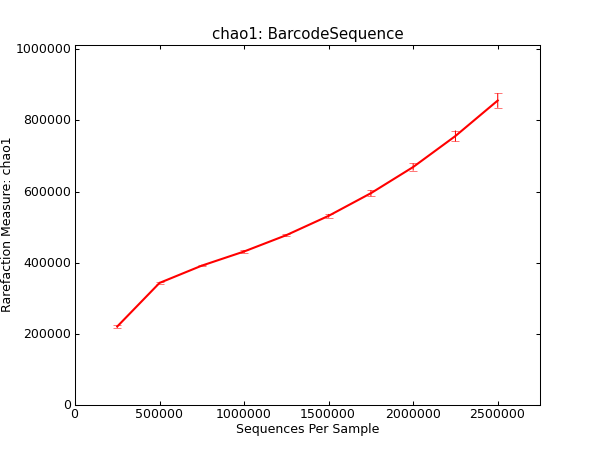 chao1: BarcodeSequence
1000000
800000
600000
400000
200000
0
Rarefaction Measure: chao1
0 500000 1000000 1500000 2000000 2500000
Sequences Per Sample